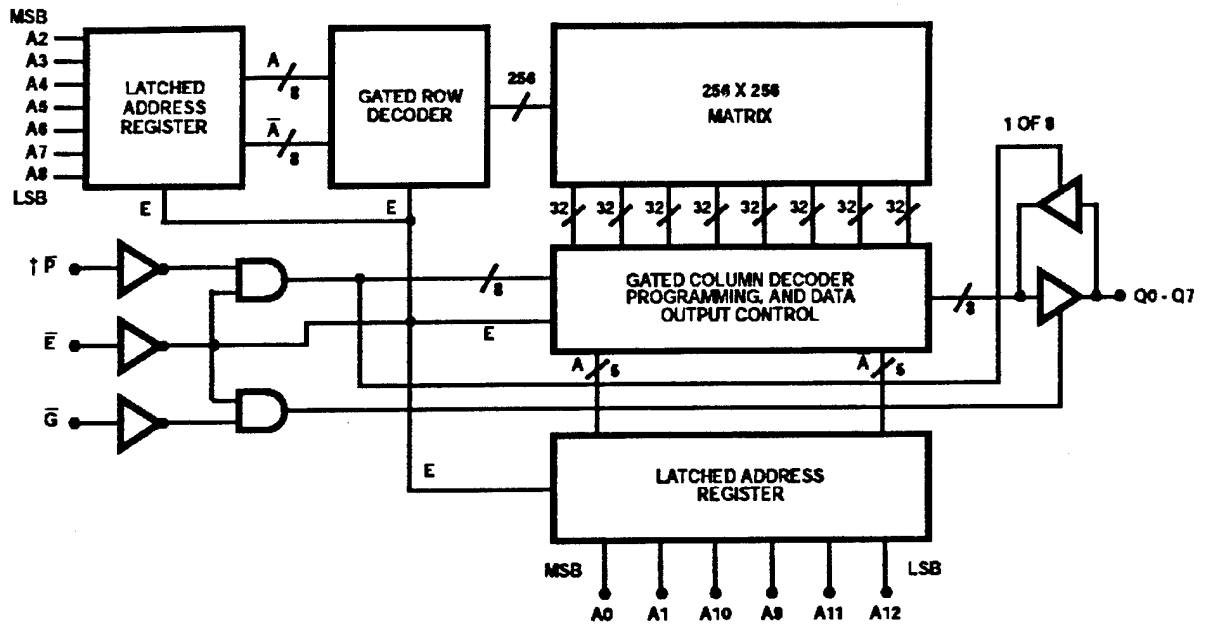 MSB
A2
A3
A4
A5
A6
A7
A8
LSB
LATCHED
ADDRESS
REGISTER
A
8
A̅
8
GATED ROW
DECODER
256
256 X 256
MATRIX
1 OF 8
E
E
32 32 32 32 32 32 32 32
† P̅
8
GATED COLUMN DECODER
PROGRAMMING, AND DATA
OUTPUT CONTROL
8
Q0 - Q7
E̅
E
A
5
A̅
5
G̅
E
LATCHED ADDRESS
REGISTER
MSB
LSB
A0 A1 A10 A9 A11 A12